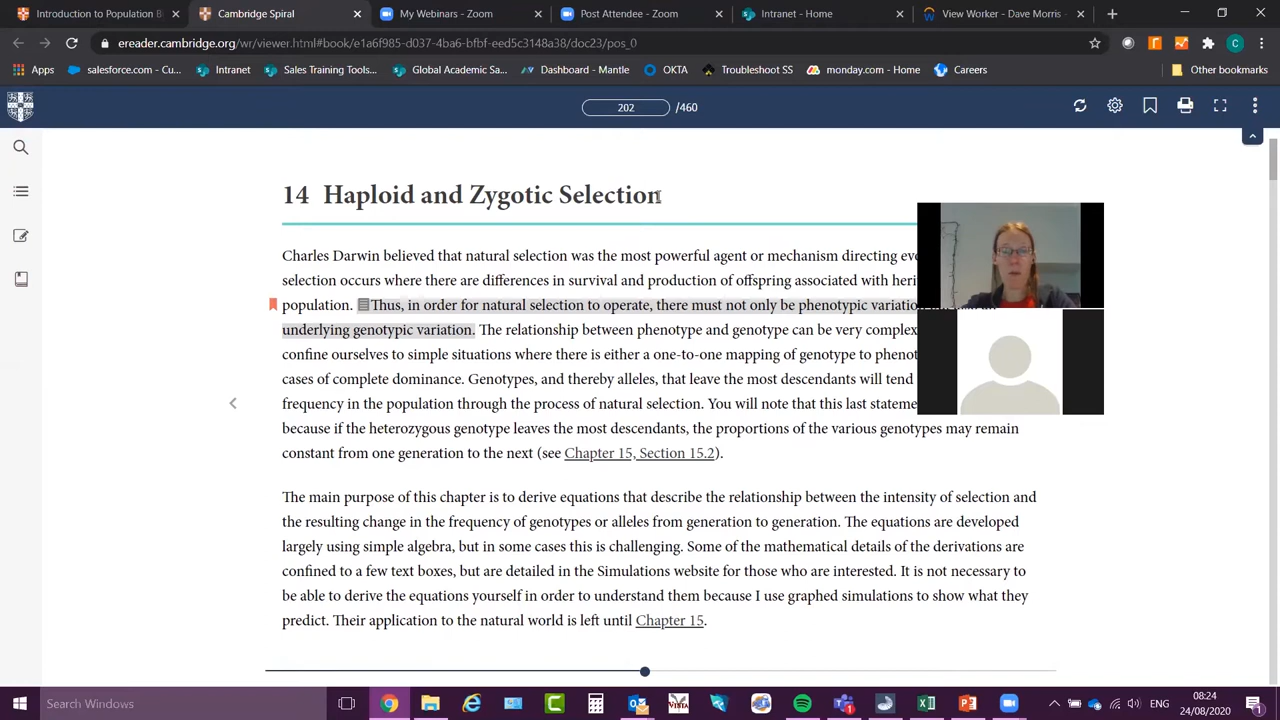 Introduction to Population B
Cambridge Spiral
My Webinars - Zoom
Post Attendee - Zoom
Intranet - Home
View Worker - Dave Morris -
ereader.cambridge.org/wr/viewer.html#book/e1a6f985-d037-4ba6-bfbf-eed5c3148a38/doc23/pos_0
C
Apps
salesforce.com - Cu...
Intranet
Sales Training Tools...
Global Academic Sa...
Dashboard - Mantle
OKTA
Troubleshoot SS
monday.com - Home
Careers
Other bookmarks
202 /460
14 Haploid and Zygotic Selection
Charles Darwin believed that natural selection was the most powerful agent or mechanism directing evo
selection occurs where there are differences in survival and production of offspring associated with heri
population. Thus, in order for natural selection to operate, there must not only be phenotypic variation
underlying genotypic variation. The relationship between phenotype and genotype can be very complex
confine ourselves to simple situations where there is either a one-to-one mapping of genotype to phenot
cases of complete dominance. Genotypes, and thereby alleles, that leave the most descendants will tend
frequency in the population through the process of natural selection. You will note that this last stateme
because if the heterozygous genotype leaves the most descendants, the proportions of the various genotypes may remain
constant from one generation to the next (see Chapter 15, Section 15.2).
The main purpose of this chapter is to derive equations that describe the relationship between the intensity of selection and
the resulting change in the frequency of genotypes or alleles from generation to generation. The equations are developed
largely using simple algebra, but in some cases this is challenging. Some of the mathematical details of the derivations are
confined to a few text boxes, but are detailed in the Simulations website for those who are interested. It is not necessary to
be able to derive the equations yourself in order to understand them because I use graphed simulations to show what they
predict. Their application to the natural world is left until Chapter 15.
Search Windows
VISTA
ENG
08:24
24/08/2020